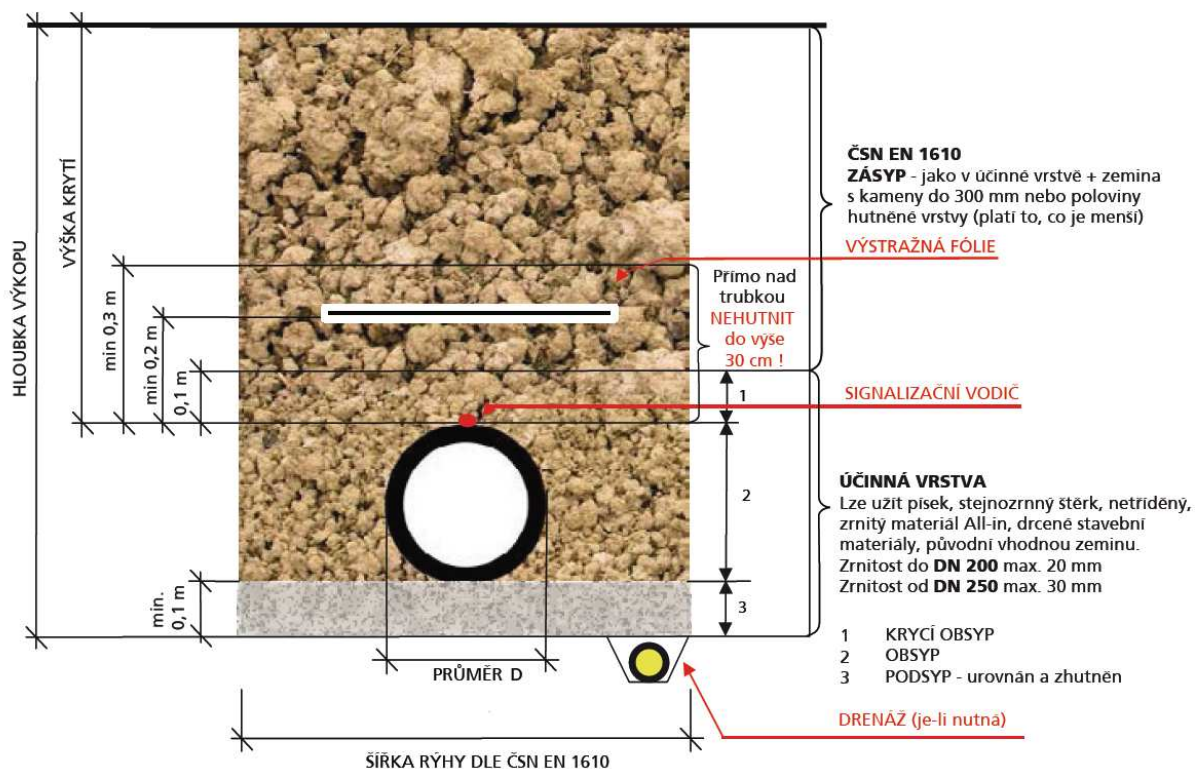 HLOUBKA VÝKOPU
VÝŠKA KRYTÍ
min 0,3 m
min 0,2 m
0,1 m
min.
0,1 m
ČSN EN 1610
ZÁSYP - jako v účinné vrstvě + zemina
s kameny do 300 mm nebo poloviny
hutněné vrstvy (platí to, co je menší)
VÝSTRAŽNÁ FÓLIE
Přímo nad
trubkou
NEHUTNIT
do výše
30 cm !
1
SIGNALIZAČNÍ VODIČ
2
ÚČINNÁ VRSTVA
Lze užít písek, stejnozrnný štěrk, netříděný,
zrnitý materiál All-in, drcené stavební
materiály, původní vhodnou zeminu.
Zrnitost do DN 200 max. 20 mm
Zrnitost od DN 250 max. 30 mm
3
1 KRYCÍ OBSYP
2 OBSYP
3 PODSYP - urovnán a zhutněn
PRŮMĚR D
DRENÁŽ (je-li nutná)
ŠÍŘKA RÝHY DLE ČSN EN 1610